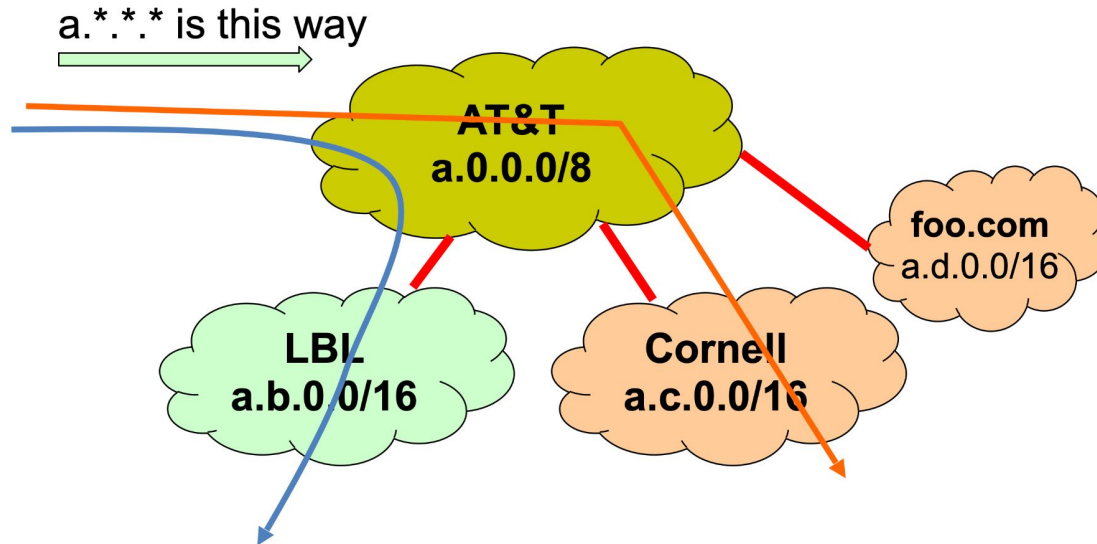 a.*.*.* is this way
AT&T
a.0.0.0/8
foo.com
a.d.0.0/16
LBL
a.b.0.0/16
Cornell
a.c.0.0/16